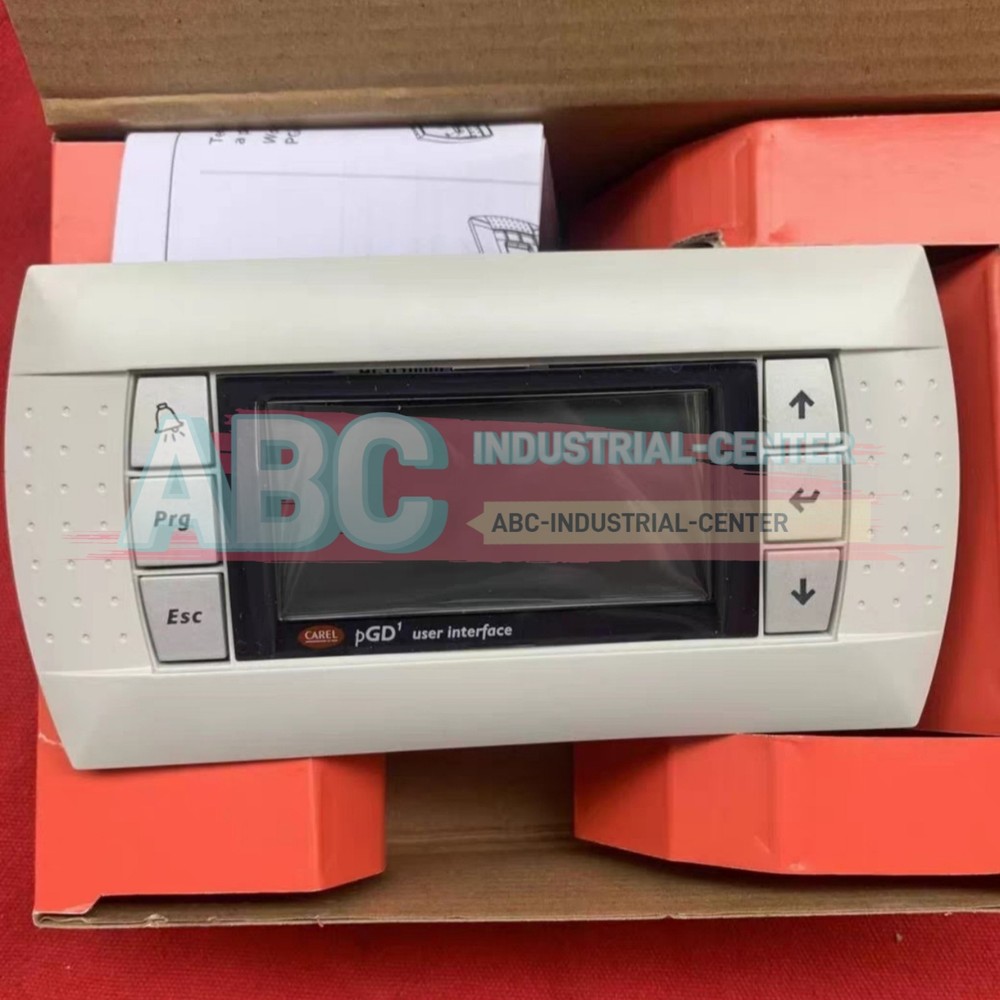 Prg
Esc
ABC
INDUSTRIAL-CENTER
ABC-INDUSTRIAL-CENTER
CAREL pGD¹ user interface